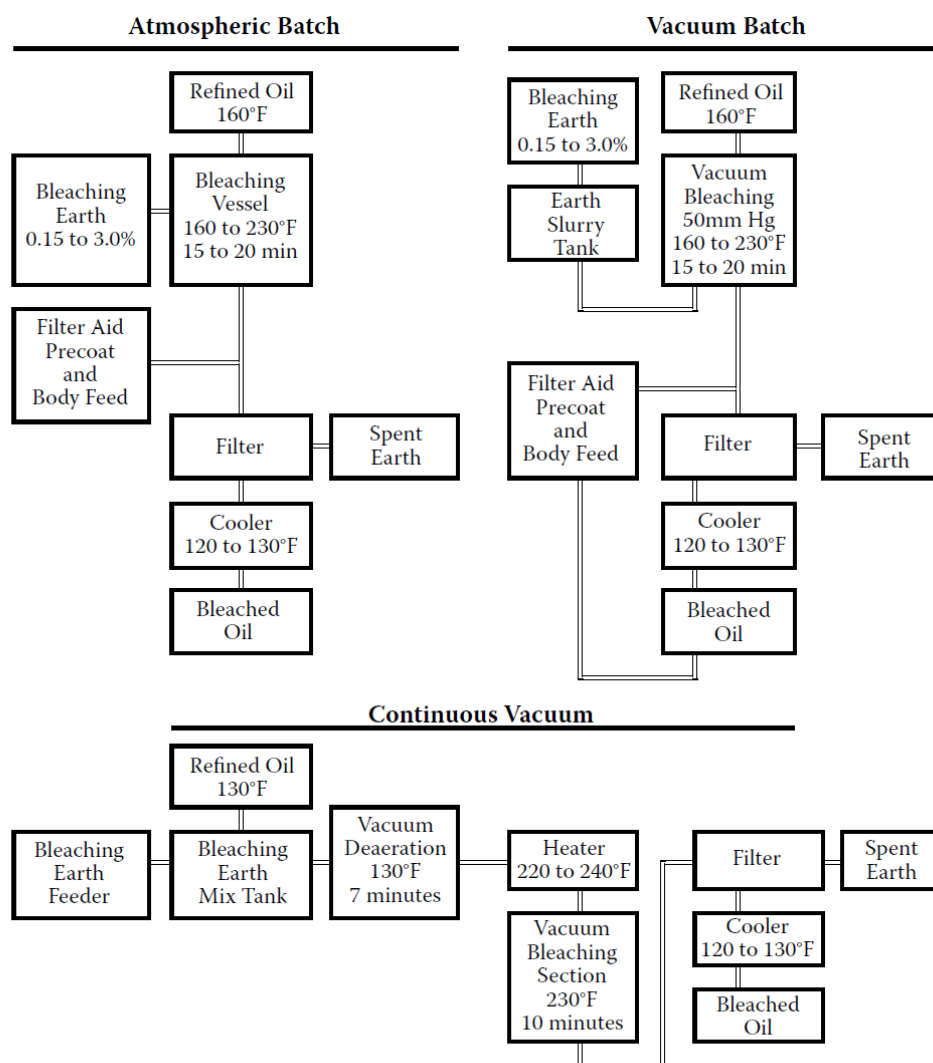 Atmospheric Batch
Refined Oil
160°F
Bleaching
Earth
0.15 to 3.0%
Bleaching
Vessel
160 to 230°F
15 to 20 min
Filter Aid
Precoat
and
Body Feed
Filter
Spent
Earth
Cooler
120 to 130°F
Bleached
Oil
Vacuum Batch
Bleaching
Earth
0.15 to 3.0%
Refined Oil
160°F
Earth
Slurry
Tank
Vacuum
Bleaching
50mm Hg
160 to 230°F
15 to 20 min
Filter Aid
Precoat
and
Body Feed
Filter
Spent
Earth
Cooler
120 to 130°F
Bleached
Oil
Continuous Vacuum
Refined Oil
130°F
Bleaching
Earth
Feeder
Bleaching
Earth
Mix Tank
Vacuum
Deaeration
130°F
7 minutes
Heater
220 to 240°F
Vacuum
Bleaching
Section
230°F
10 minutes
Filter
Spent
Earth
Cooler
120 to 130°F
Bleached
Oil